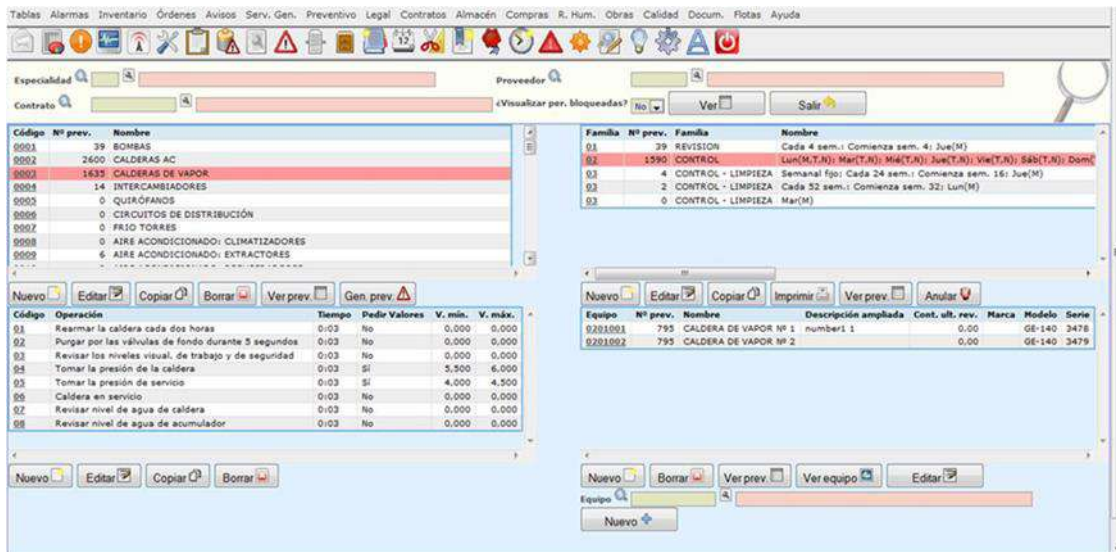 Tablas Alarmas Inventario Órdenes Avisos Serv. Gen. Preventivo Legal Contratos Almacén Compras R. Hum. Obras Calidad Docum. Flotas Ayuda
12
Especialidad
Proveedor
Contrato
¿Visualizar per. bloqueadas? No Ver Salir
Código Nº prev. Nombre
0001 39 BOMBAS
0002 2600 CALDERAS AC
0003 1635 CALDERAS DE VAPOR
0004 14 INTERCAMBIADORES
0005 0 QUIRÓFANOS
0006 0 CIRCUITOS DE DISTRIBUCIÓN
0007 0 FRIO TORRES
0008 0 AIRE ACONDICIONADO: CLIMATIZADORES
0009 6 AIRE ACONDICIONADO: EXTRACTORES
Nuevo Editar Copiar Borrar Ver prev. Gen. prev.
Familia Nº prev. Familia Nombre
01 39 REVISION Cada 4 sem.: Comienza sem. 4; Jue(M)
02 1590 CONTROL Lun(M,T,N); Mar(T,N); Mié(T,N); Jue(T,N); Vie(T,N); Sáb(T,N); Dom(
03 4 CONTROL - LIMPIEZA Semanal fijo: Cada 24 sem.: Comienza sem. 16; Jue(M)
03 2 CONTROL - LIMPIEZA Cada 52 sem.: Comienza sem. 32; Lun(M)
03 0 CONTROL - LIMPIEZA Mar(M)
Nuevo Editar Copiar Imprimir Ver prev. Anular
Código Operación Tiempo Pedir Valores V. mín. V. máx.
01 Rearmar la caldera cada dos horas 0:03 No 0,000 0,000
02 Purgar por las válvulas de fondo durante 5 segundos 0:03 No 0,000 0,000
03 Revisar los niveles visual, de trabajo y de seguridad 0:03 No 0,000 0,000
04 Tomar la presión de la caldera 0:03 Sí 5,500 6,000
05 Tomar la presión de servicio 0:03 Sí 4,000 4,500
06 Caldera en servicio 0:03 No 0,000 0,000
07 Revisar nivel de agua de caldera 0:03 No 0,000 0,000
08 Revisar nivel de agua de acumulador 0:03 No 0,000 0,000
Nuevo Editar Copiar Borrar
Equipo Nº prev. Nombre Descripción ampliada Cont. ult. rev. Marca Modelo Serie
0201001 795 CALDERA DE VAPOR Nº 1 number1 1 0.00 GE-140 3478
0201002 795 CALDERA DE VAPOR Nº 2 0,00 GE-140 3479
Nuevo Borrar Ver prev. Ver equipo Editar
Equipo
Nuevo